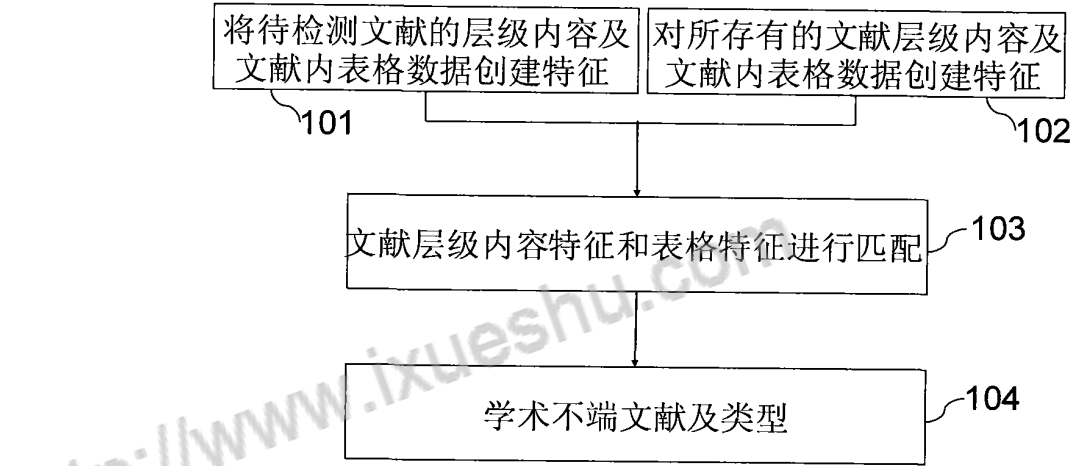 将待检测文献的层级内容及
文献内表格数据创建特征
101
对所存有的文献层级内容及
文献内表格数据创建特征
102
文献层级内容特征和表格特征进行匹配
103
学术不端文献及类型
104
://www.ixueshu.com